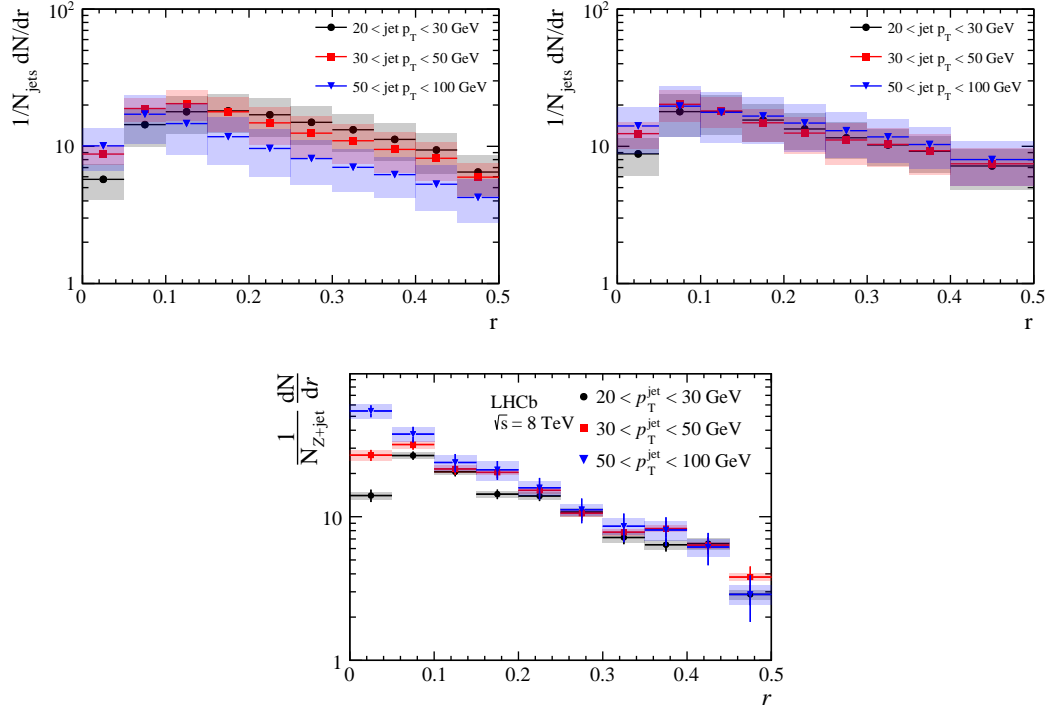 10²
10
1
1/N_jets dN/dr
20 < jet p_T < 30 GeV
30 < jet p_T < 50 GeV
50 < jet p_T < 100 GeV
0 0.1 0.2 0.3 0.4 0.5
r
10²
10
1
1/N_jets dN/dr
20 < jet p_T < 30 GeV
30 < jet p_T < 50 GeV
50 < jet p_T < 100 GeV
0 0.1 0.2 0.3 0.4 0.5
r
1/N_Z+jet dN/dr
10
1
LHCb
√s = 8 TeV
20 < p_T^jet < 30 GeV
30 < p_T^jet < 50 GeV
50 < p_T^jet < 100 GeV
0 0.1 0.2 0.3 0.4 0.5
r